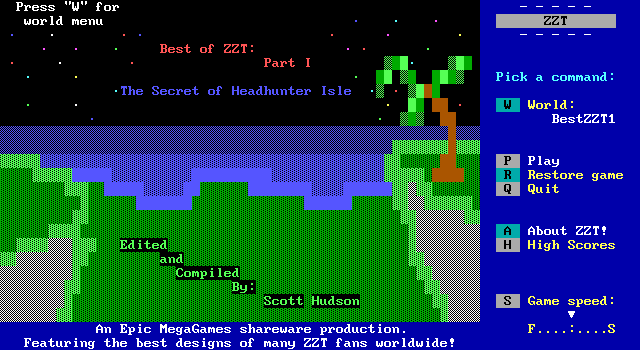 Press "W" for
world menu
Best of ZZT:
Part I
The Secret of Headhunter Isle
Edited
and
Compiled
By:
Scott Hudson
An Epic MegaGames shareware production.
Featuring the best designs of many ZZT fans worldwide!
- - - - -
ZZT
- - - - -
Pick a command:
W World:
BestZZT1
P Play
R Restore game
Q Quit
A About ZZT!
H High Scores
S Game speed:
F....:....S